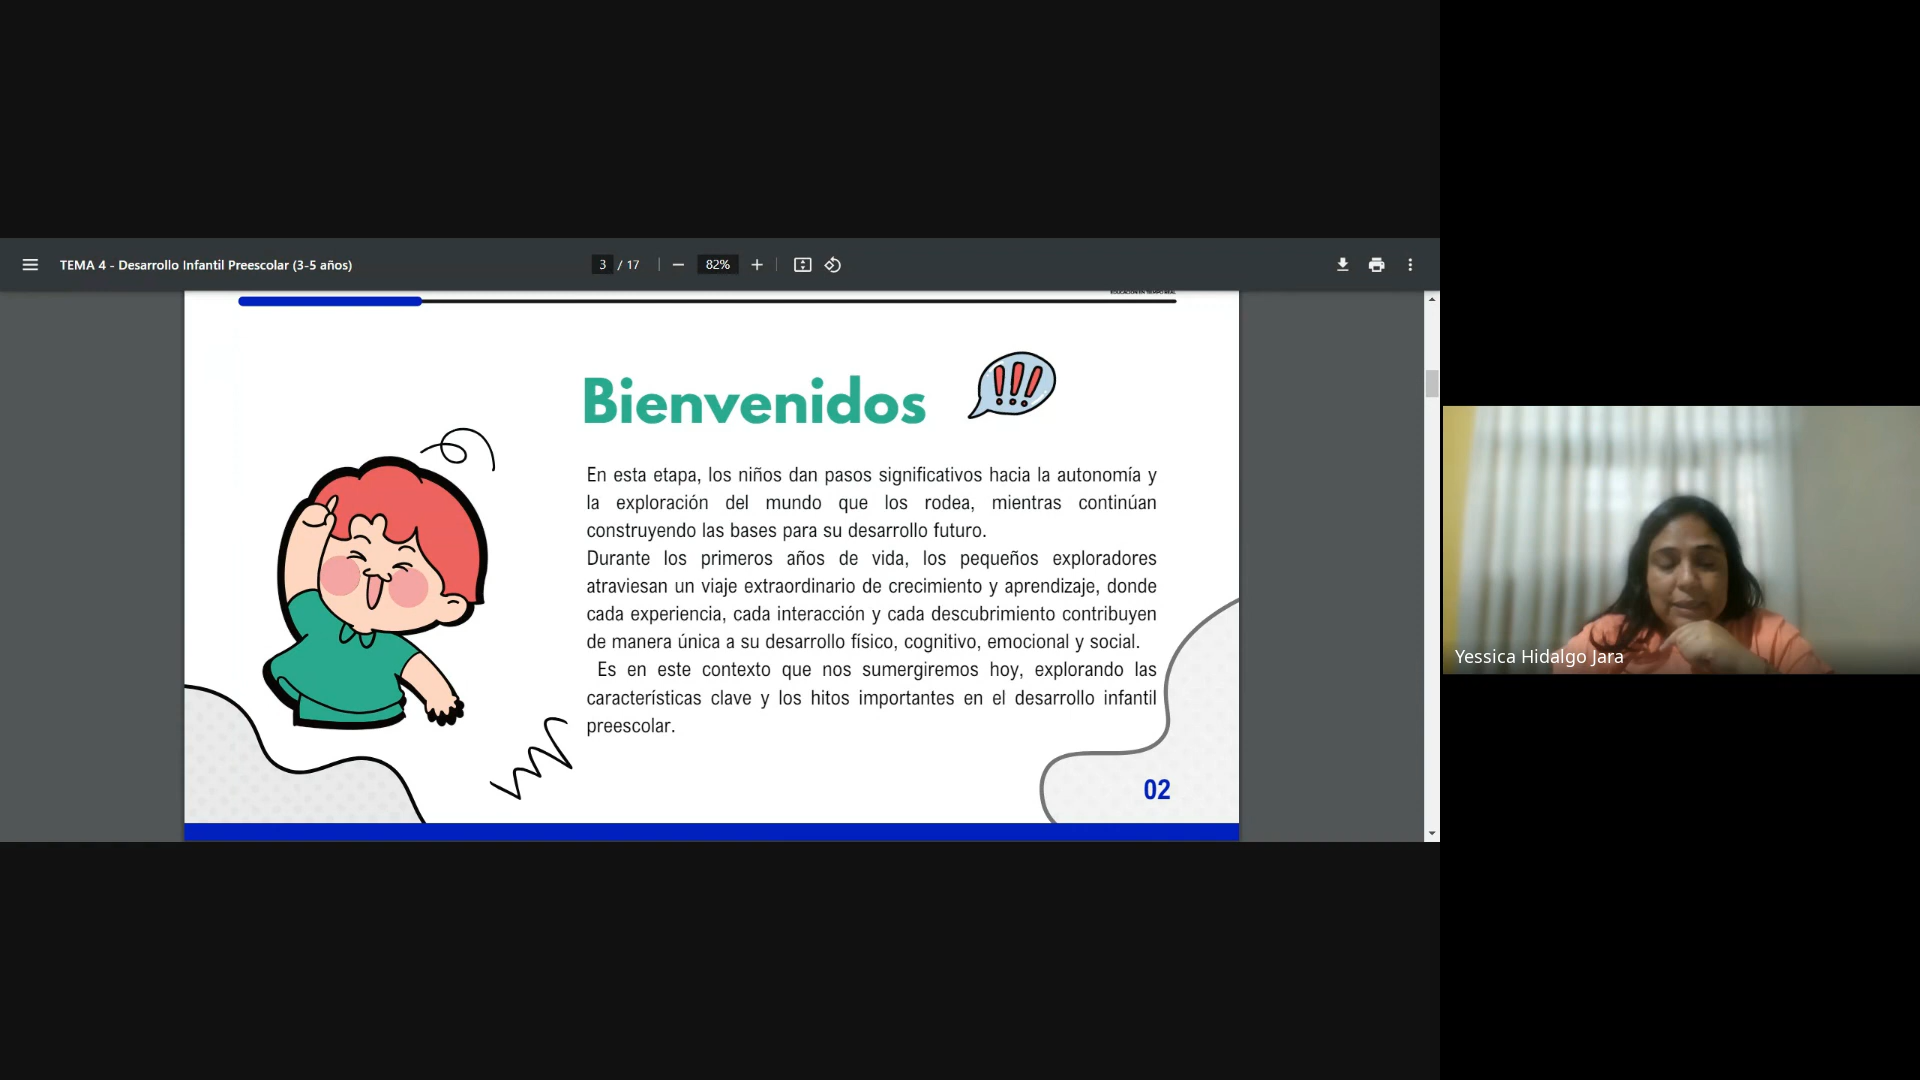 TEMA 4 - Desarrollo Infantil Preescolar (3-5 años)
3 / 17
82%
Bienvenidos
En esta etapa, los niños dan pasos significativos hacia la autonomía y
la exploración del mundo que los rodea, mientras continúan
construyendo las bases para su desarrollo futuro.
Durante los primeros años de vida, los pequeños exploradores
atraviesan un viaje extraordinario de crecimiento y aprendizaje, donde
cada experiencia, cada interacción y cada descubrimiento contribuyen
de manera única a su desarrollo físico, cognitivo, emocional y social.
Es en este contexto que nos sumergiremos hoy, explorando las
características clave y los hitos importantes en el desarrollo infantil
preescolar.
02
Yessica Hidalgo Jara